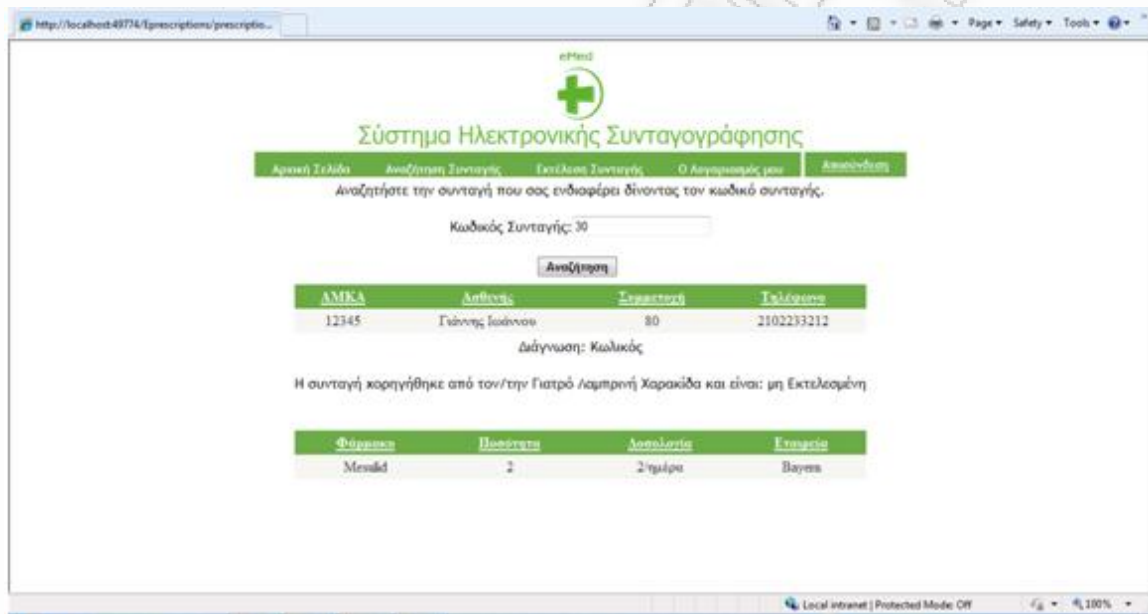 http://localhost:49774/Eprescriptions/prescriptio...
Page Safety Tools
eMed
Σύστημα Ηλεκτρονικής Συνταγογράφησης
Αρχική Σελίδα Αναζήτηση Συνταγής Εκτέλεση Συνταγής Ο Λογαριασμός μου Αποσύνδεση
Αναζητήστε την συνταγή που σας ενδιαφέρει δίνοντας τον κωδικό συνταγής.
Κωδικός Συνταγής: 30
Αναζήτηση
ΑΜΚΑ Ασθενής Συμμετοχή Τηλέφωνο
12345 Γιάννης Ιωάννου 80 2102233212
Διάγνωση: Κωλικός
Η συνταγή χορηγήθηκε από τον/την Γιατρό Λαμπρινή Χαρακίδα και είναι: μη Εκτελεσμένη
Φάρμακο Ποσότητα Δοσολογία Εταιρεία
Mesulid 2 2/ημέρα Bayern
Local intranet | Protected Mode: Off 100%